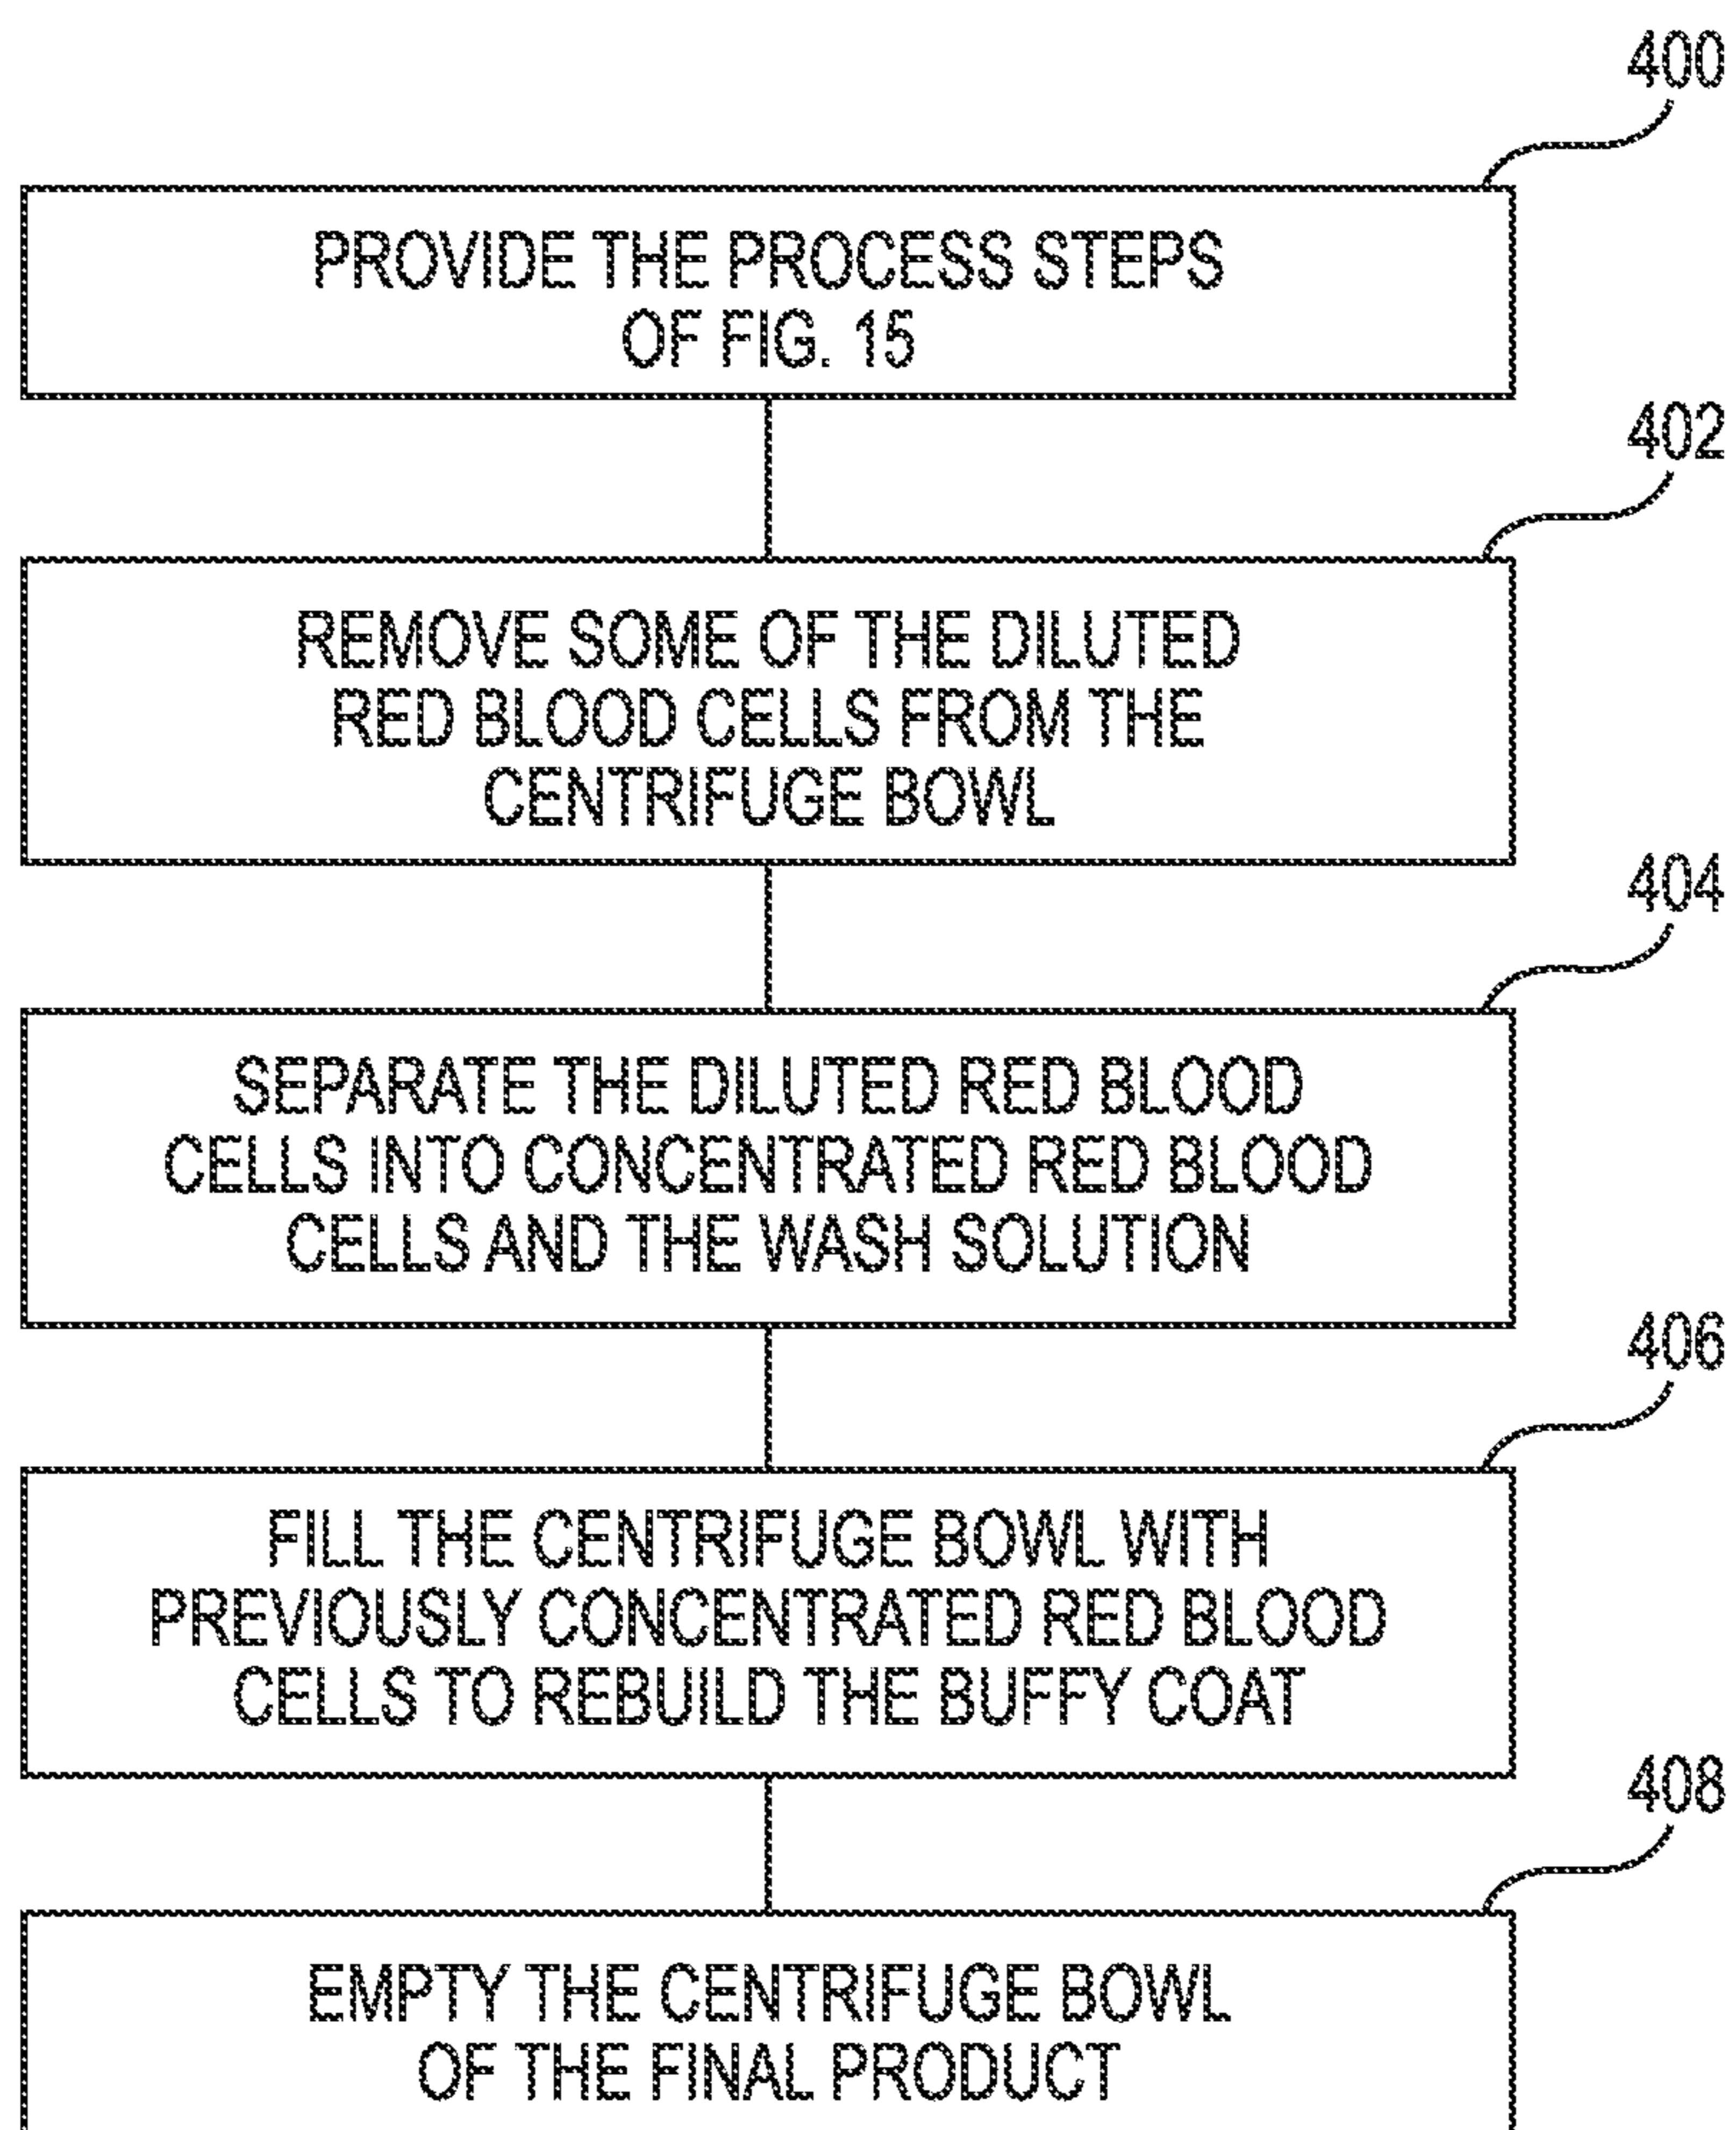 400
PROVIDE THE PROCESS STEPS
OF FIG. 15
402
REMOVE SOME OF THE DILUTED
RED BLOOD CELLS FROM THE
CENTRIFUGE BOWL
404
SEPARATE THE DILUTED RED BLOOD
CELLS INTO CONCENTRATED RED BLOOD
CELLS AND THE WASH SOLUTION
406
FILL THE CENTRIFUGE BOWL WITH
PREVIOUSLY CONCENTRATED RED BLOOD
CELLS TO REBUILD THE BUFFY COAT
408
EMPTY THE CENTRIFUGE BOWL
OF THE FINAL PRODUCT